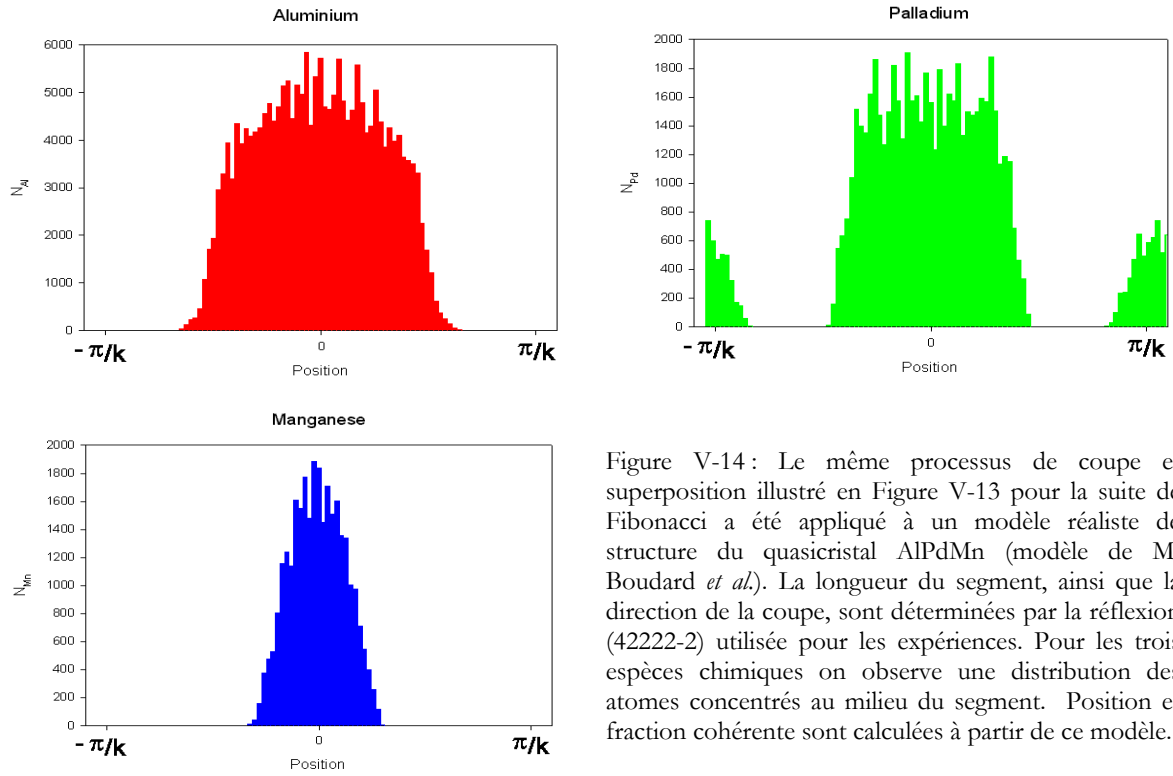 Aluminium
6000
5000
4000
3000
2000
1000
0
N_Al
- π/k
0
π/k
Position
Palladium
2000
1800
1600
1400
1200
1000
800
600
400
200
0
N_Pd
- π/k
0
π/k
Position
Manganese
2000
1800
1600
1400
1200
1000
800
600
400
200
0
N_Mn
- π/k
0
π/k
Position
Figure V-14 : Le même processus de coupe e
superposition illustré en Figure V-13 pour la suite de
Fibonacci a été appliqué à un modèle réaliste de
structure du quasicristal AlPdMn (modèle de M
Boudard et al.). La longueur du segment, ainsi que la
direction de la coupe, sont déterminées par la réflexion
(42222-2) utilisée pour les expériences. Pour les trois
espèces chimiques on observe une distribution des
atomes concentrés au milieu du segment. Position e
fraction cohérente sont calculées à partir de ce modèle.